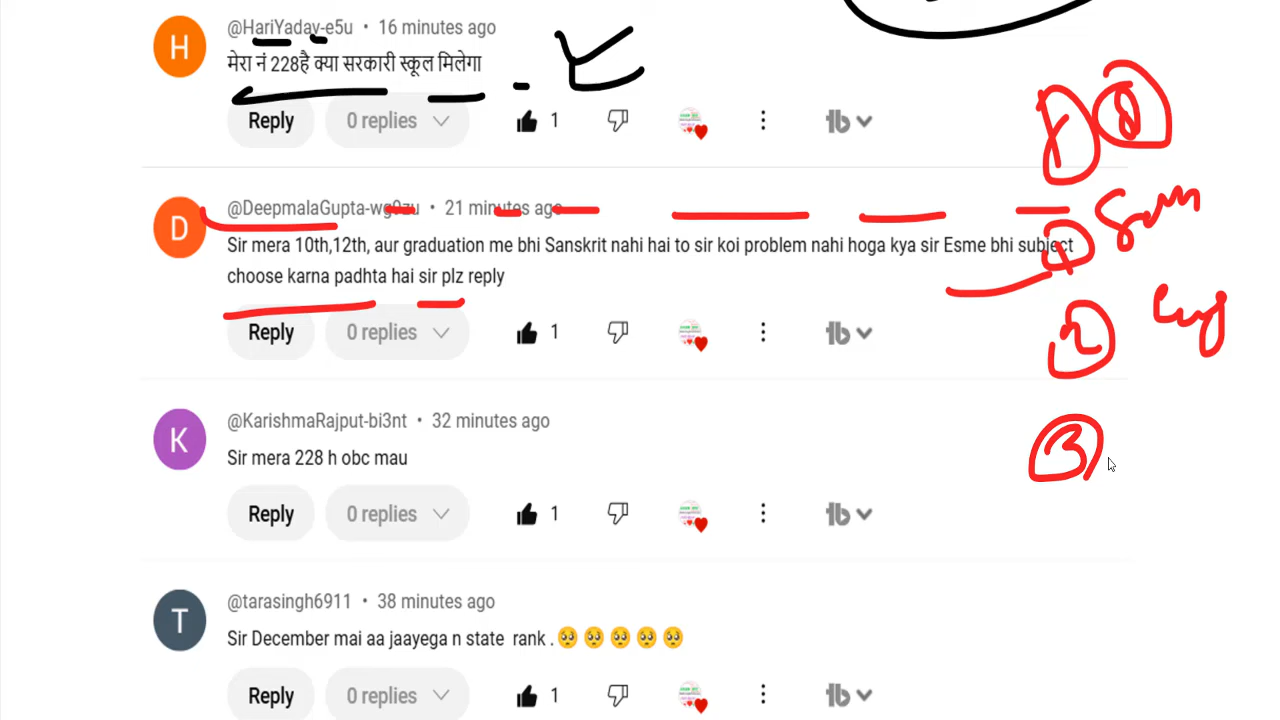 @HariYadav-e5u • 16 minutes ago
मेरा नं 228है क्या सरकारी स्कूल मिलेगा
Reply 0 replies 1
@DeepmalaGupta-wg0zu • 21 minutes ago
Sir mera 10th,12th, aur graduation me bhi Sanskrit nahi hai to sir koi problem nahi hoga kya sir Esme bhi subject
choose karna padhta hai sir plz reply
Reply 0 replies 1
@KarishmaRajput-bi3nt • 32 minutes ago
Sir mera 228 h obc mau
Reply 0 replies 1
@tarasingh6911 • 38 minutes ago
Sir December mai aa jaayega n state rank .🥺🥺🥺🥺🥺
Reply 0 replies 1
1
2
3